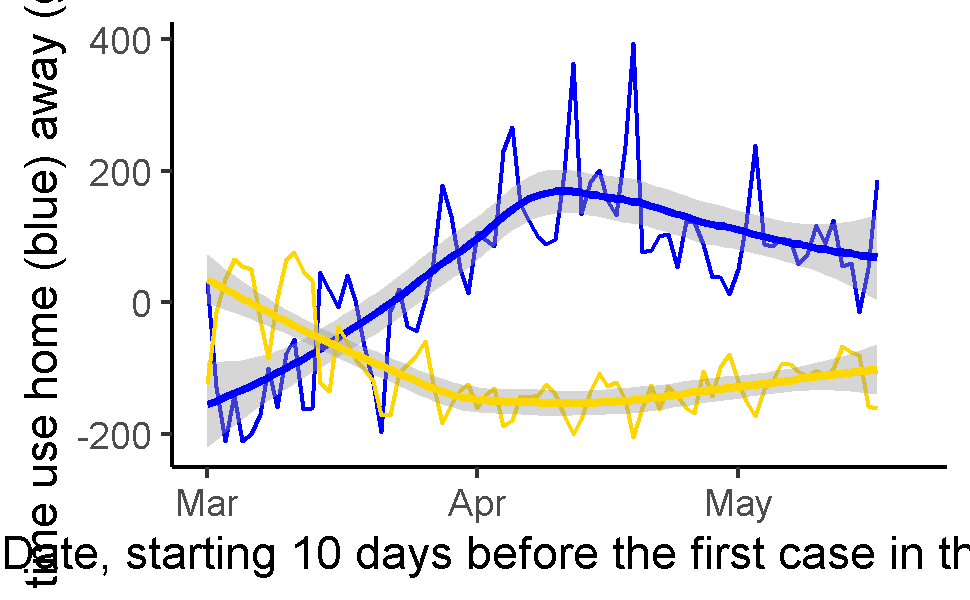 time use home (blue) away (
400
200
0
-200
Mar Apr May
Date, starting 10 days before the first case in th